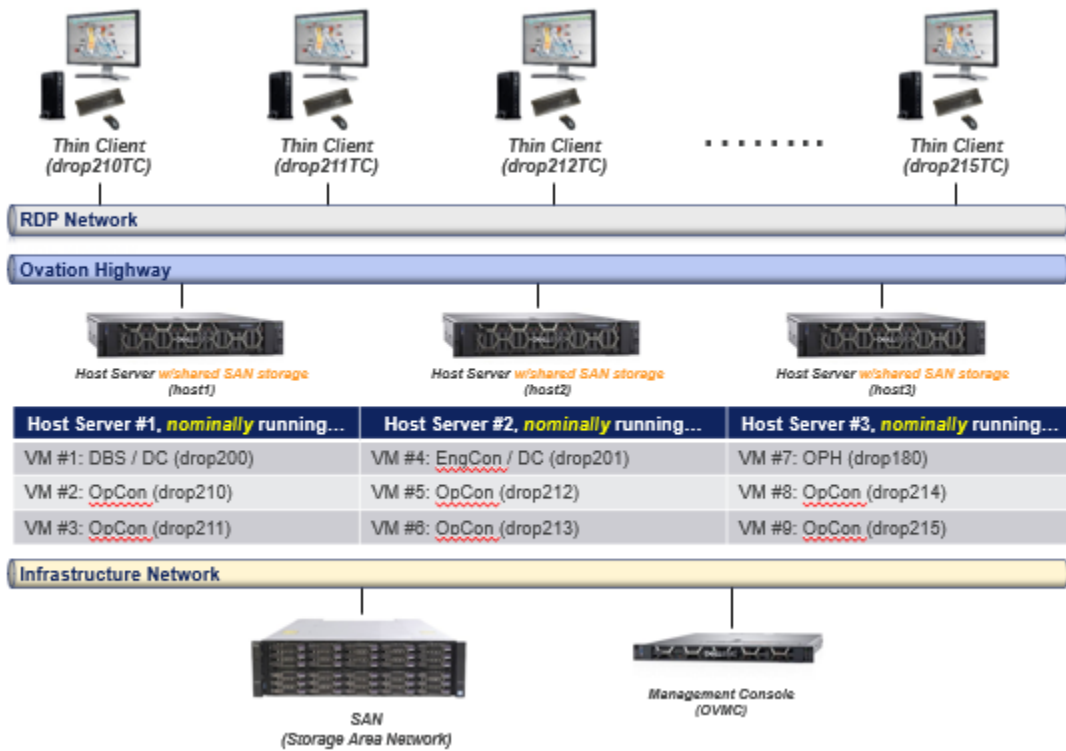 Thin Client
(drop210TC)
Thin Client
(drop211TC)
Thin Client
(drop212TC)
Thin Client
(drop215TC)
RDP Network
Ovation Highway
Host Server w/shared SAN storage
(host1)
Host Server w/shared SAN storage
(host2)
Host Server w/shared SAN storage
(host3)
Host Server #1, nominally running... Host Server #2, nominally running... Host Server #3, nominally running...
VM #1: DBS / DC (drop200) VM #4: EngCon / DC (drop201) VM #7: OPH (drop180)
VM #2: OpCon (drop210) VM #5: OpCon (drop212) VM #8: OpCon (drop214)
VM #3: OpCon (drop211) VM #6: OpCon (drop213) VM #9: OpCon (drop215)
Infrastructure Network
SAN
(Storage Area Network)
Management Console
(OVMC)